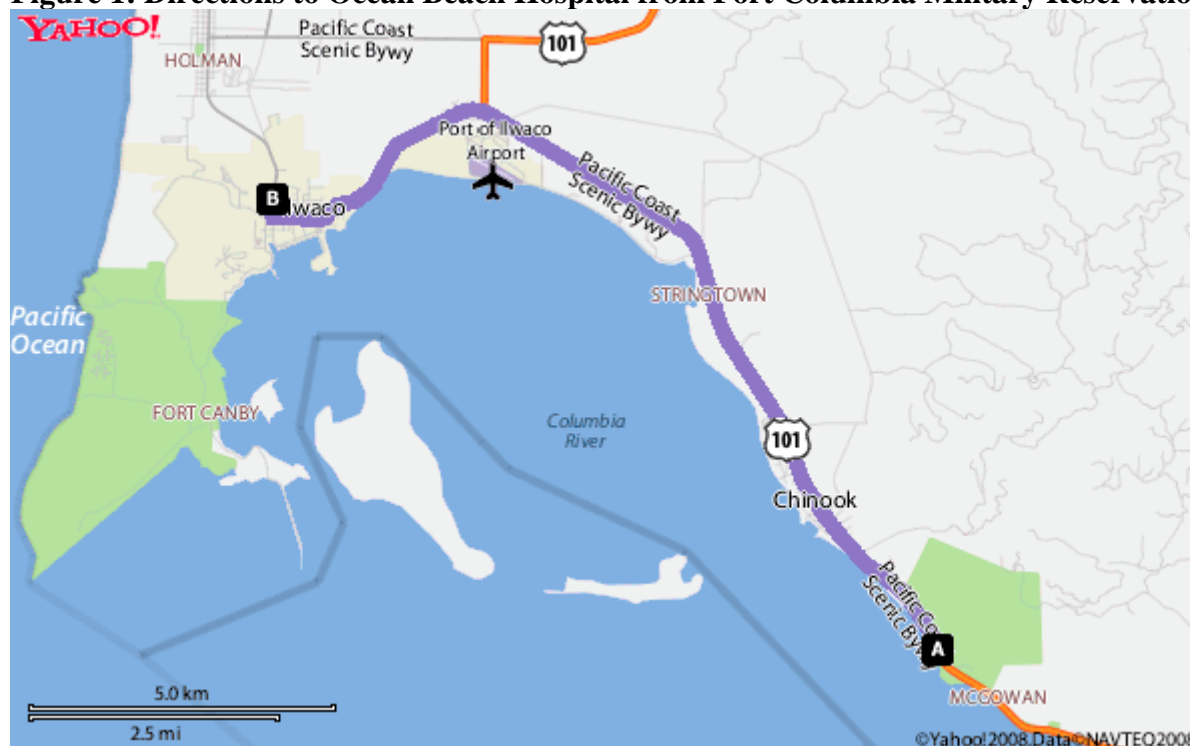 Figure 1. Directions to Ocean Beach Hospital from Fort Columbia Military Reservatio
YAHOO!
Pacific Coast
Scenic Bywy
101
HOLMAN
Port of Ilwaco
Airport
Pacific Coast
Scenic Bywy
B
Ilwaco
STRINGTOWN
Pacific
Ocean
FORT CANBY
Columbia
River
101
Chinook
Pacific Co
Scenic Byw
A
MCGOWAN
5.0 km
2.5 mi
©Yahoo!2008,Data©NAVTEQ2008